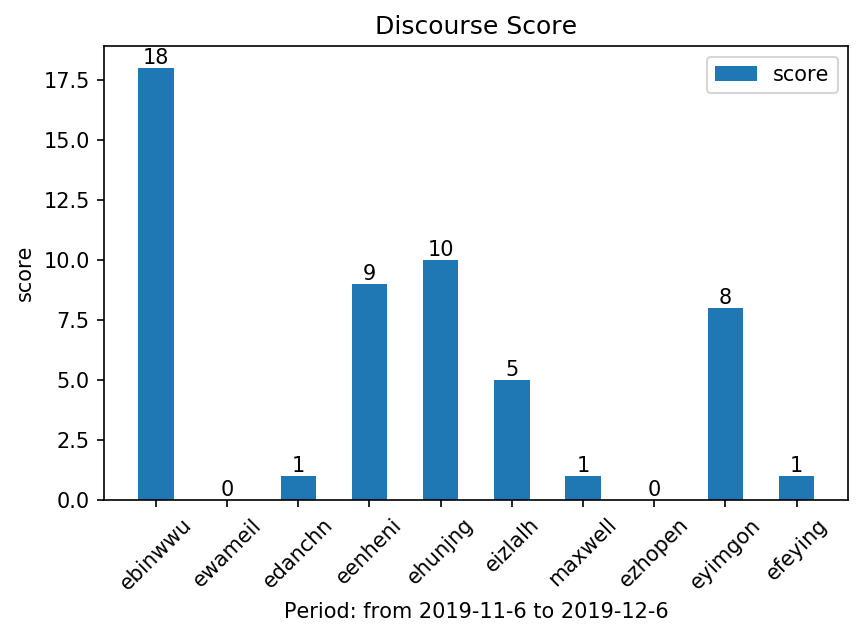 Discourse Score
score
18
0
1
9
10
5
1
0
8
1
17.5
15.0
12.5
10.0
7.5
5.0
2.5
0.0
score
ebinwwu
ewameil
edanchn
eenheni
ehunjng
eizlalh
maxwell
ezhopen
eyimgon
efeying
Period: from 2019-11-6 to 2019-12-6